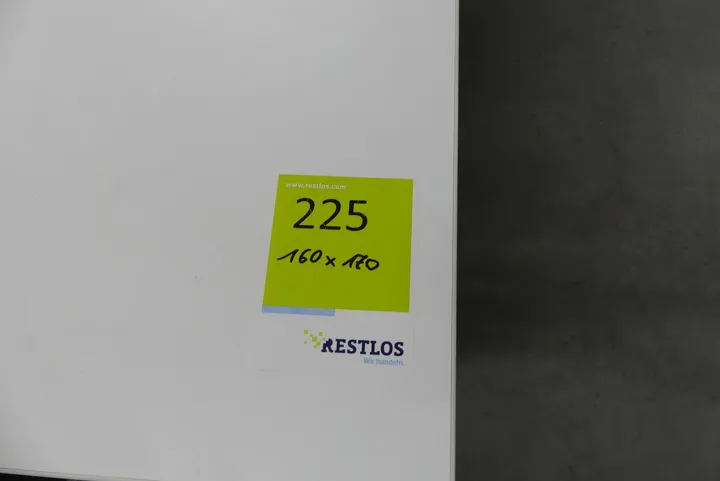 www.restlos.com
225
160 x 170
RESTLOS
Wir handeln.